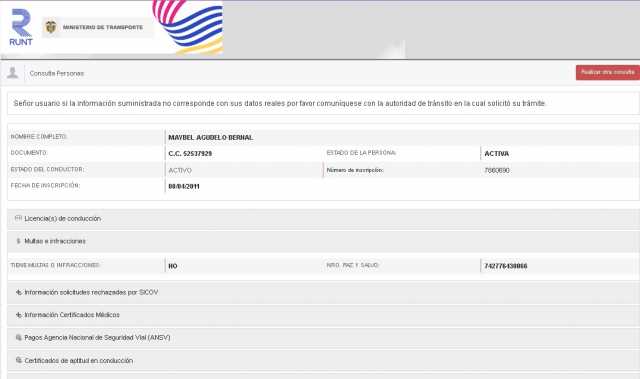 RUNT
MINISTERIO DE TRANSPORTE
Consulta Personas
Realizar otra consulta
Señor usuario si la información suministrada no corresponde con sus datos reales por favor comuníquese con la autoridad de tránsito en la cual solicitó su trámite.
NOMBRE COMPLETO: MAYBEL AGUDELO BERNAL
DOCUMENTO: C.C. 52537929 ESTADO DE LA PERSONA: ACTIVA
ESTADO DEL CONDUCTOR: ACTIVO Número de inscripción: 7860690
FECHA DE INSCRIPCIÓN: 08/04/2011
Licencia(s) de conducción
$ Multas e infracciones
TIENE MULTAS O INFRACCIONES: NO NRO. PAZ Y SALVO: 742776430866
Información solicitudes rechazadas por SICOV
Información Certificados Médicos
Pagos Agencia Nacional de Seguridad Vial (ANSV)
Certificados de aptitud en conducción